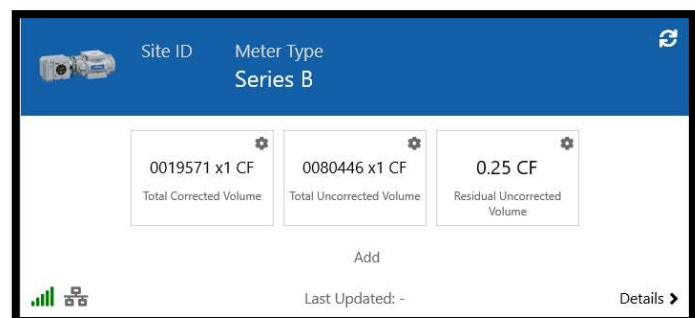 Site ID
Meter Type
Series B
0019571 x1 CF
Total Corrected Volume
0080446 x1 CF
Total Uncorrected Volume
0.25 CF
Residual Uncorrected
Volume
Add
Last Updated: -
Details